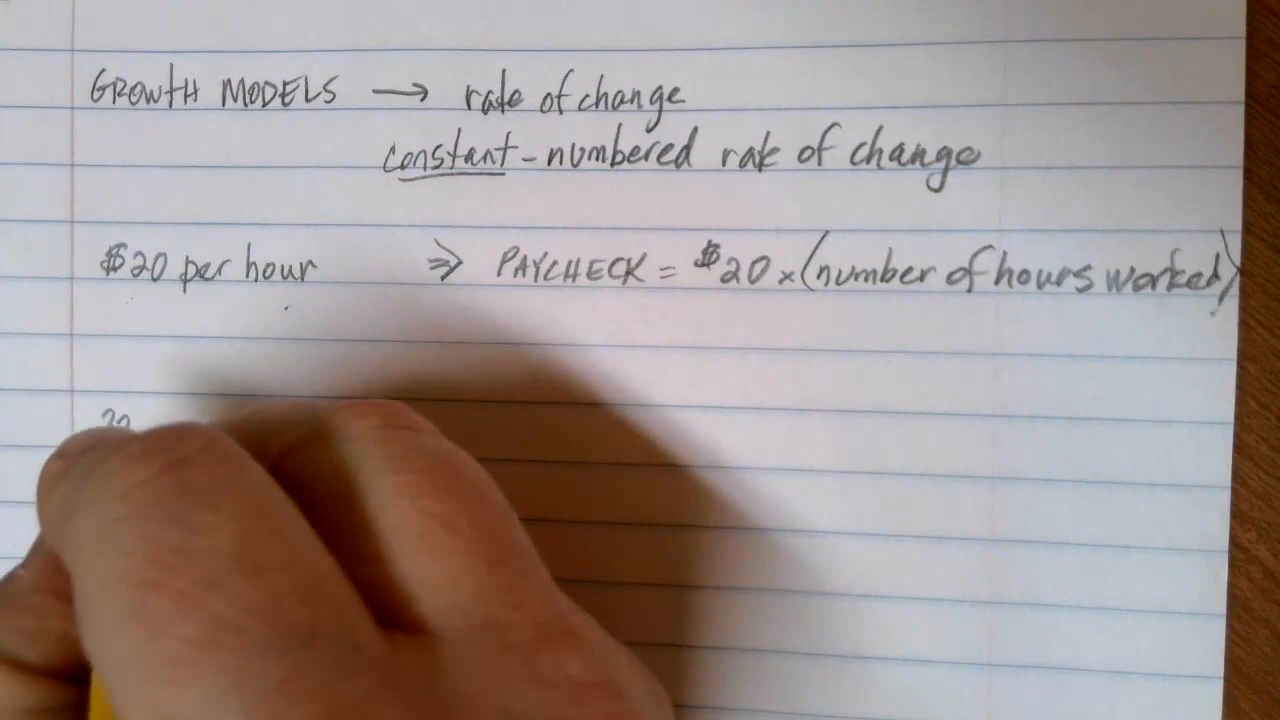 GROWTH MODELS → rate of change
constant-numbered rate of change
$20 per hour ⇒ PAYCHECK = $20 × (number of hours worked)